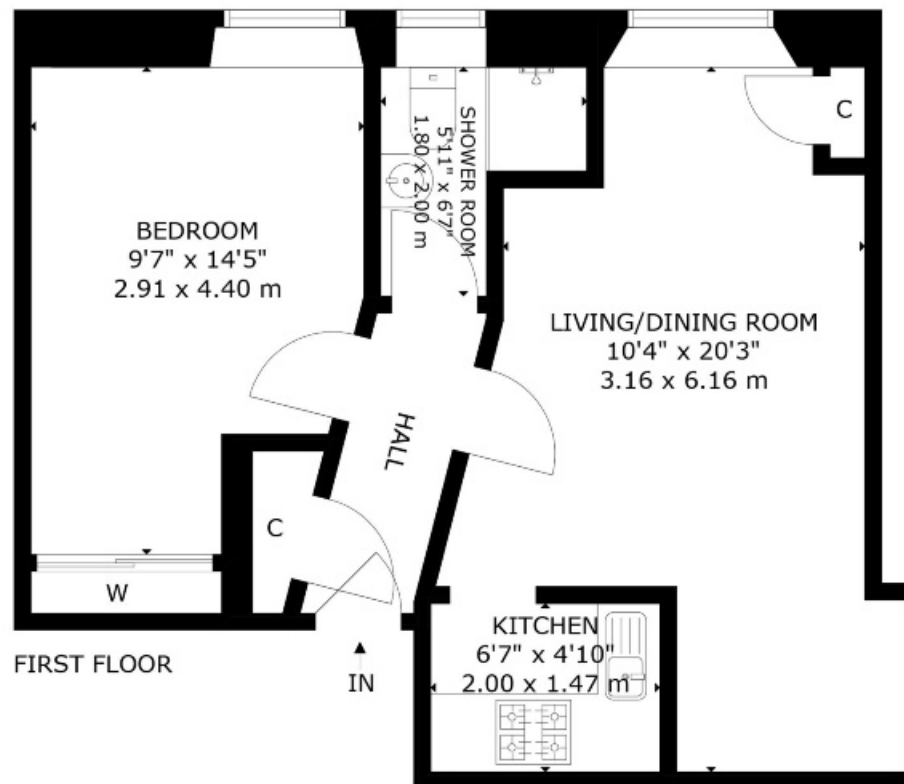 BEDROOM
9'7" x 14'5"
2.91 x 4.40 m
SHOWER ROOM
5'11" x 6'7"
1.80 x 2.00 m
C
LIVING/DINING ROOM
10'4" x 20'3"
3.16 x 6.16 m
HALL
C
W
KITCHEN
6'7" x 4'10"
2.00 x 1.47 m
FIRST FLOOR
IN